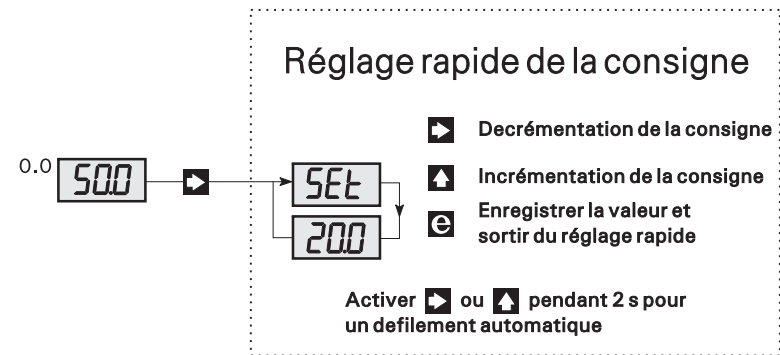 Réglage rapide de la consigne
Decrémentation de la consigne
0.0 50.0
SEt
Incrémentation de la consigne
20.0
e Enregistrer la valeur et
sortir du réglage rapide
Activer ou pendant 2 s pour
un defilement automatique